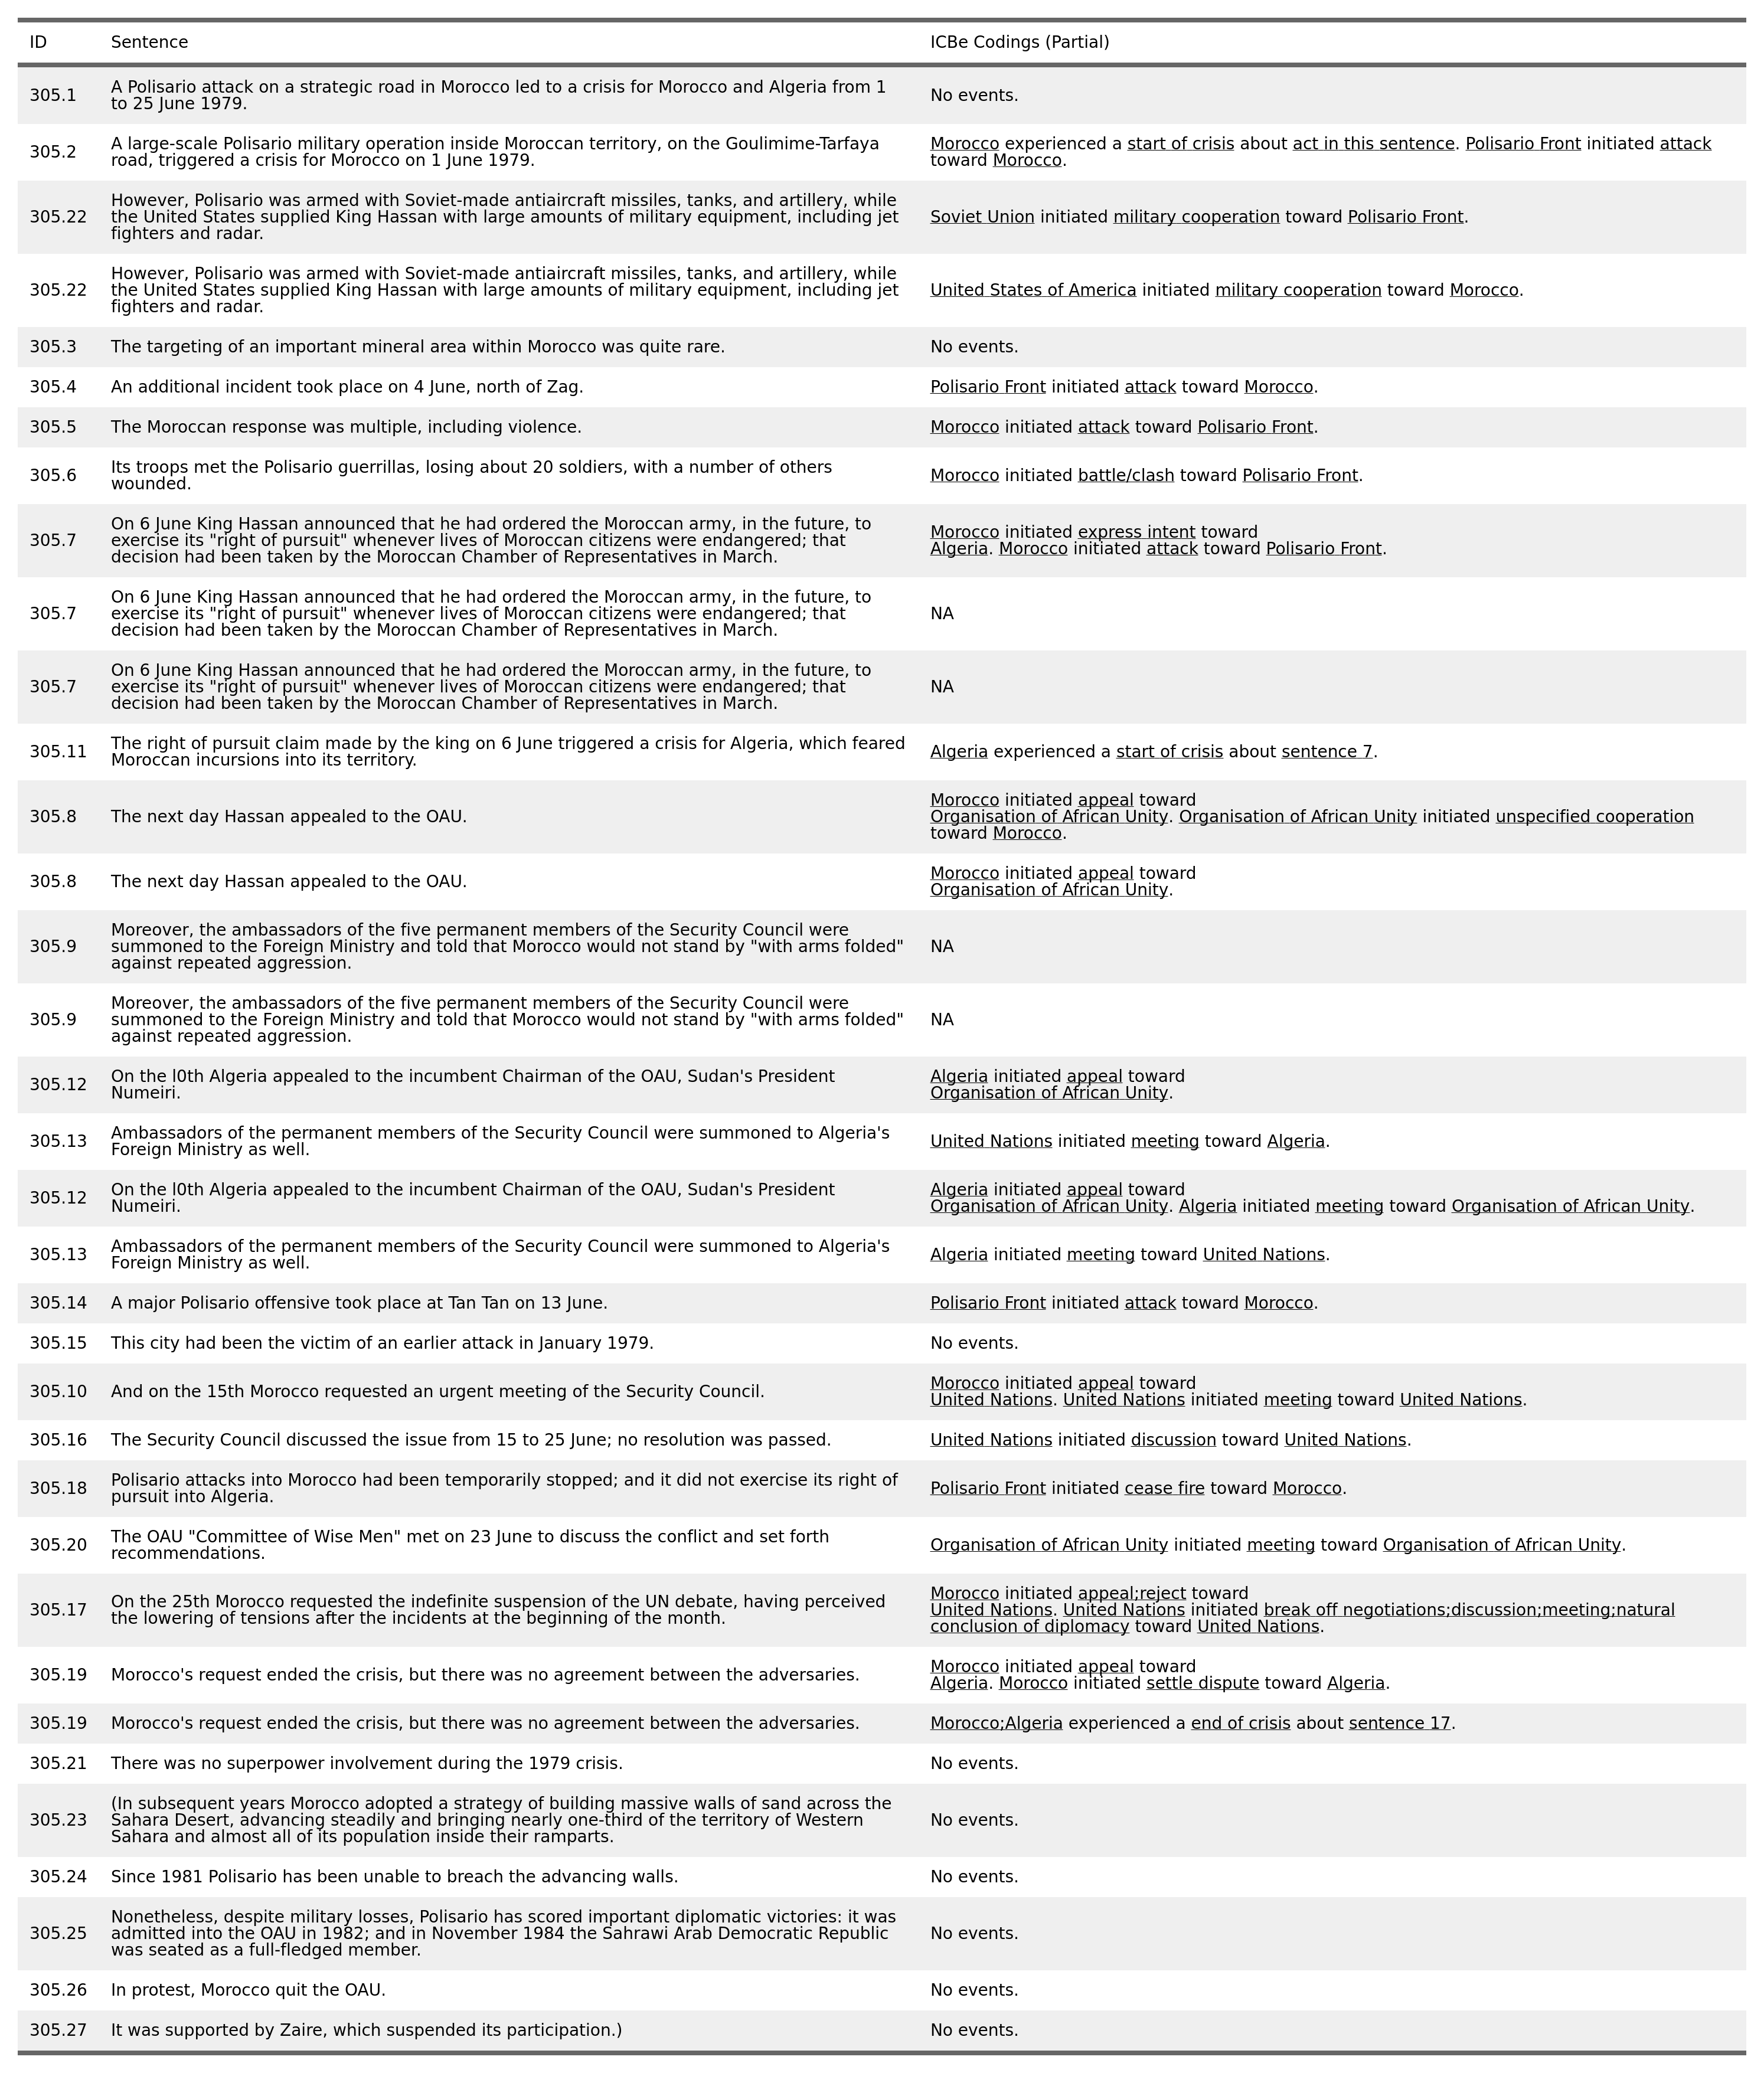 ID Sentence ICBe Codings (Partial)
305.1 A Polisario attack on a strategic road in Morocco led to a crisis for Morocco and Algeria from 1
to 25 June 1979. No events.
305.2 A large-scale Polisario military operation inside Moroccan territory, on the Goulimime-Tarfaya
road, triggered a crisis for Morocco on 1 June 1979. Morocco experienced a start of crisis about act in this sentence. Polisario Front initiated attack
toward Morocco.
305.22 However, Polisario was armed with Soviet-made antiaircraft missiles, tanks, and artillery, while
the United States supplied King Hassan with large amounts of military equipment, including jet
fighters and radar. Soviet Union initiated military cooperation toward Polisario Front.
305.22 However, Polisario was armed with Soviet-made antiaircraft missiles, tanks, and artillery, while
the United States supplied King Hassan with large amounts of military equipment, including jet
fighters and radar. United States of America initiated military cooperation toward Morocco.
305.3 The targeting of an important mineral area within Morocco was quite rare. No events.
305.4 An additional incident took place on 4 June, north of Zag. Polisario Front initiated attack toward Morocco.
305.5 The Moroccan response was multiple, including violence. Morocco initiated attack toward Polisario Front.
305.6 Its troops met the Polisario guerrillas, losing about 20 soldiers, with a number of others
wounded. Morocco initiated battle/clash toward Polisario Front.
305.7 On 6 June King Hassan announced that he had ordered the Moroccan army, in the future, to
exercise its "right of pursuit" whenever lives of Moroccan citizens were endangered; that
decision had been taken by the Moroccan Chamber of Representatives in March. Morocco initiated express intent toward
Algeria. Morocco initiated attack toward Polisario Front.
305.7 On 6 June King Hassan announced that he had ordered the Moroccan army, in the future, to
exercise its "right of pursuit" whenever lives of Moroccan citizens were endangered; that
decision had been taken by the Moroccan Chamber of Representatives in March. NA
305.7 On 6 June King Hassan announced that he had ordered the Moroccan army, in the future, to
exercise its "right of pursuit" whenever lives of Moroccan citizens were endangered; that
decision had been taken by the Moroccan Chamber of Representatives in March. NA
305.11 The right of pursuit claim made by the king on 6 June triggered a crisis for Algeria, which feared
Moroccan incursions into its territory. Algeria experienced a start of crisis about sentence 7.
305.8 The next day Hassan appealed to the OAU. Morocco initiated appeal toward
Organisation of African Unity. Organisation of African Unity initiated unspecified cooperation
toward Morocco.
305.8 The next day Hassan appealed to the OAU. Morocco initiated appeal toward
Organisation of African Unity.
305.9 Moreover, the ambassadors of the five permanent members of the Security Council were
summoned to the Foreign Ministry and told that Morocco would not stand by "with arms folded"
against repeated aggression. NA
305.9 Moreover, the ambassadors of the five permanent members of the Security Council were
summoned to the Foreign Ministry and told that Morocco would not stand by "with arms folded"
against repeated aggression. NA
305.12 On the l0th Algeria appealed to the incumbent Chairman of the OAU, Sudan's President
Numeiri. Algeria initiated appeal toward
Organisation of African Unity.
305.13 Ambassadors of the permanent members of the Security Council were summoned to Algeria's
Foreign Ministry as well. United Nations initiated meeting toward Algeria.
305.12 On the l0th Algeria appealed to the incumbent Chairman of the OAU, Sudan's President
Numeiri. Algeria initiated appeal toward
Organisation of African Unity. Algeria initiated meeting toward Organisation of African Unity.
305.13 Ambassadors of the permanent members of the Security Council were summoned to Algeria's
Foreign Ministry as well. Algeria initiated meeting toward United Nations.
305.14 A major Polisario offensive took place at Tan Tan on 13 June. Polisario Front initiated attack toward Morocco.
305.15 This city had been the victim of an earlier attack in January 1979. No events.
305.10 And on the 15th Morocco requested an urgent meeting of the Security Council. Morocco initiated appeal toward
United Nations. United Nations initiated meeting toward United Nations.
305.16 The Security Council discussed the issue from 15 to 25 June; no resolution was passed. United Nations initiated discussion toward United Nations.
305.18 Polisario attacks into Morocco had been temporarily stopped; and it did not exercise its right of
pursuit into Algeria. Polisario Front initiated cease fire toward Morocco.
305.20 The OAU "Committee of Wise Men" met on 23 June to discuss the conflict and set forth
recommendations. Organisation of African Unity initiated meeting toward Organisation of African Unity.
305.17 On the 25th Morocco requested the indefinite suspension of the UN debate, having perceived
the lowering of tensions after the incidents at the beginning of the month. Morocco initiated appeal;reject toward
United Nations. United Nations initiated break off negotiations;discussion;meeting;natural
conclusion of diplomacy toward United Nations.
305.19 Morocco's request ended the crisis, but there was no agreement between the adversaries. Morocco initiated appeal toward
Algeria. Morocco initiated settle dispute toward Algeria.
305.19 Morocco's request ended the crisis, but there was no agreement between the adversaries. Morocco;Algeria experienced a end of crisis about sentence 17.
305.21 There was no superpower involvement during the 1979 crisis. No events.
305.23 (In subsequent years Morocco adopted a strategy of building massive walls of sand across the
Sahara Desert, advancing steadily and bringing nearly one-third of the territory of Western
Sahara and almost all of its population inside their ramparts. No events.
305.24 Since 1981 Polisario has been unable to breach the advancing walls. No events.
305.25 Nonetheless, despite military losses, Polisario has scored important diplomatic victories: it was
admitted into the OAU in 1982; and in November 1984 the Sahrawi Arab Democratic Republic
was seated as a full-fledged member. No events.
305.26 In protest, Morocco quit the OAU. No events.
305.27 It was supported by Zaire, which suspended its participation.) No events.